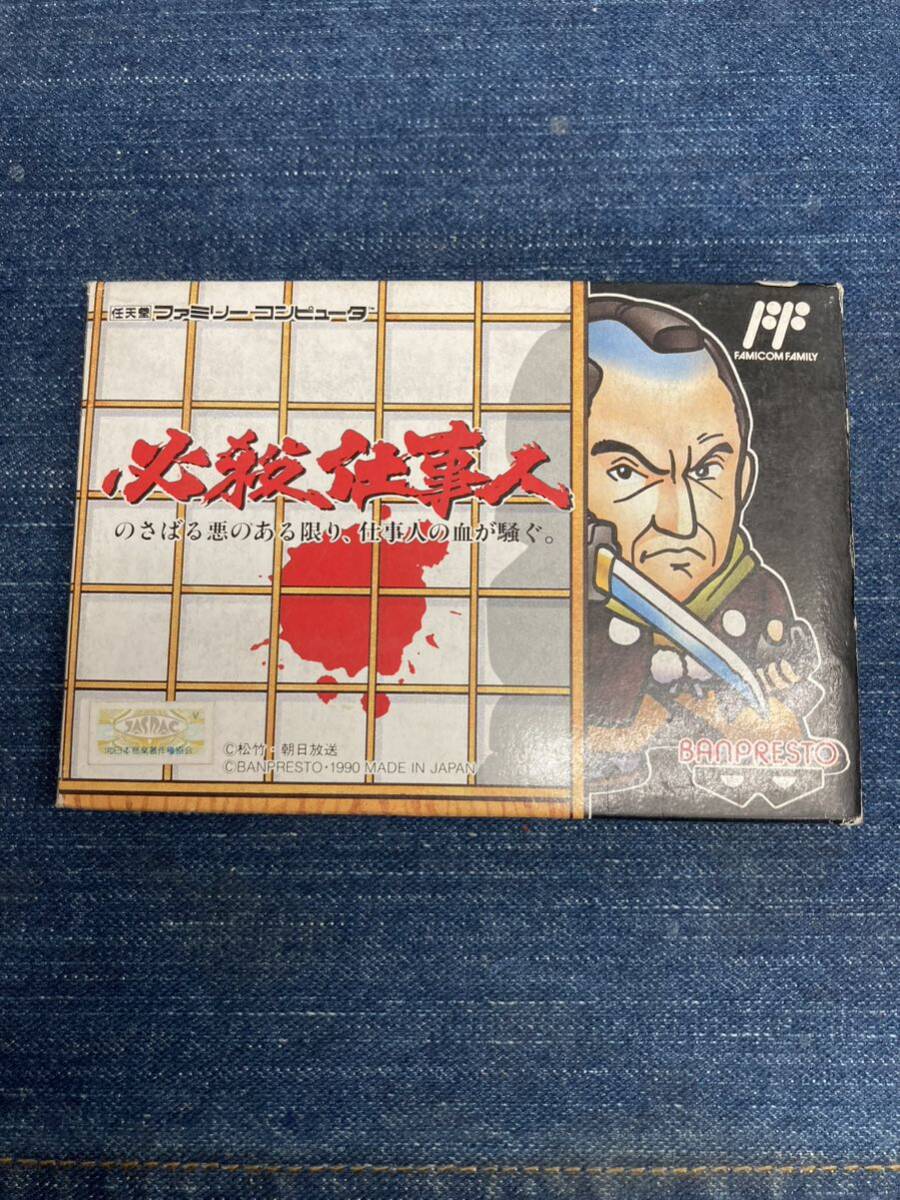 任天堂 ファミリーコンピュータ
FAMICOM FAMILY
必殺仕事人
のさばる悪のある限り、仕事人の血が騒ぐ。
JASRAC
V
©松竹・朝日放送
©BANPRESTO・1990 MADE IN JAPAN
BANPRESTO